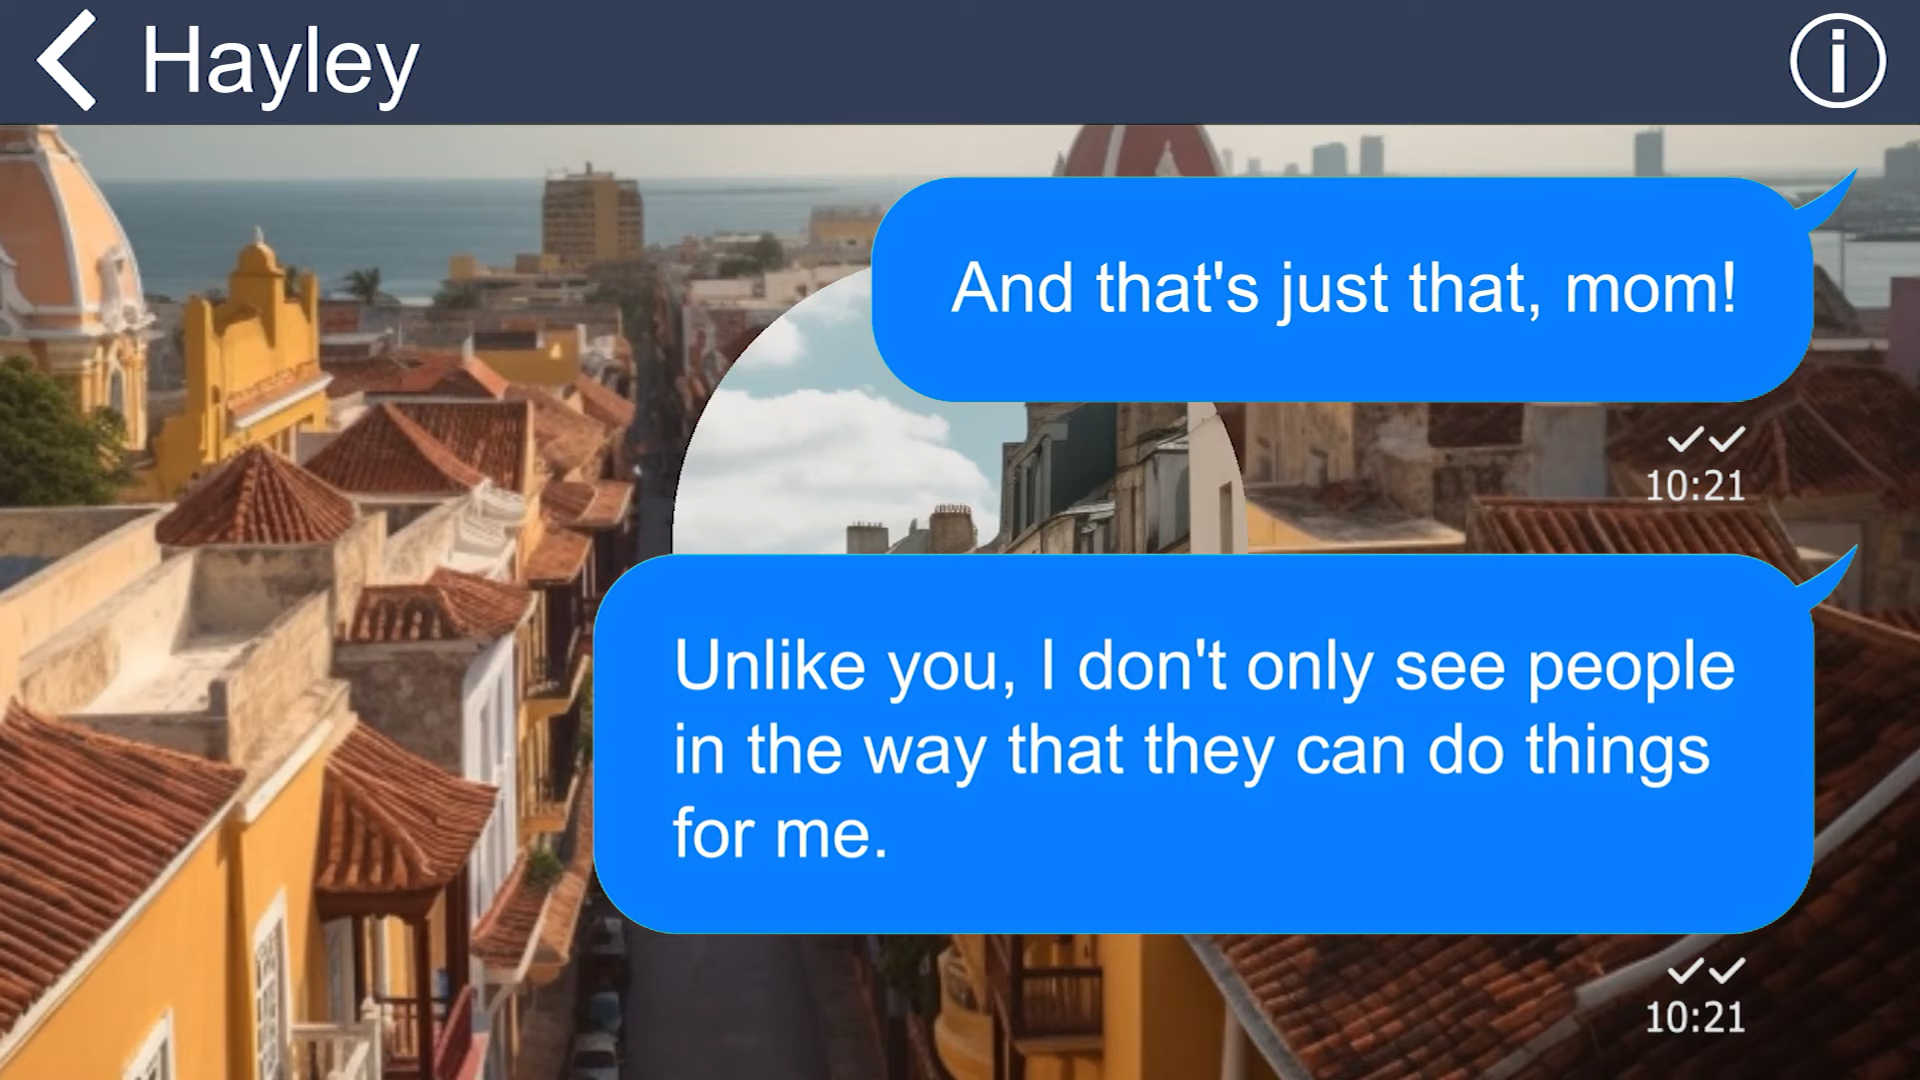 Hayley
And that's just that, mom!
10:21
Unlike you, I don't only see people
in the way that they can do things
for me.
10:21